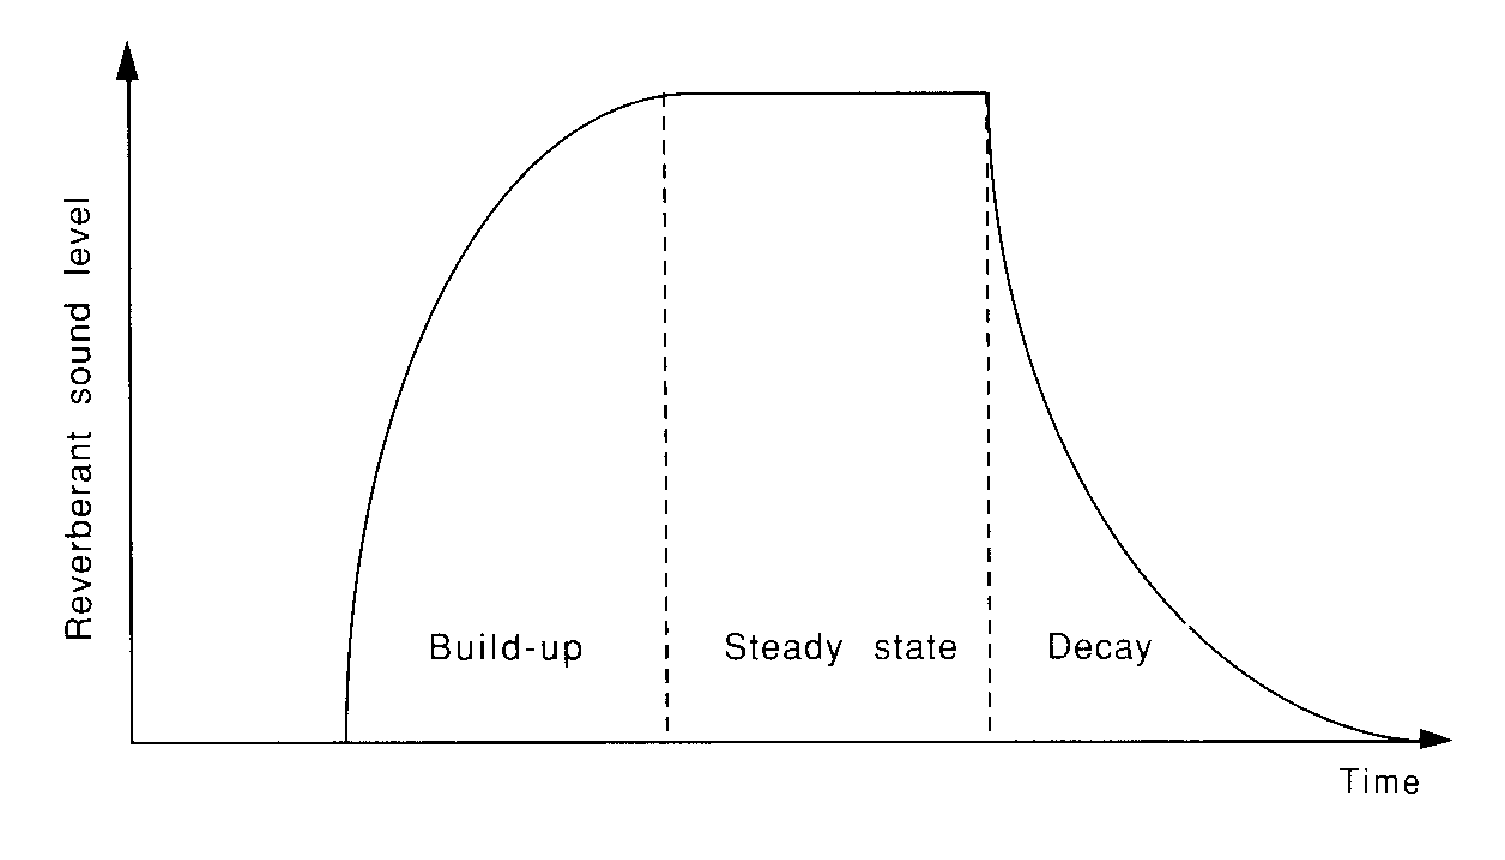 Reverberant sound level
Build-up
Steady state
Decay
Time